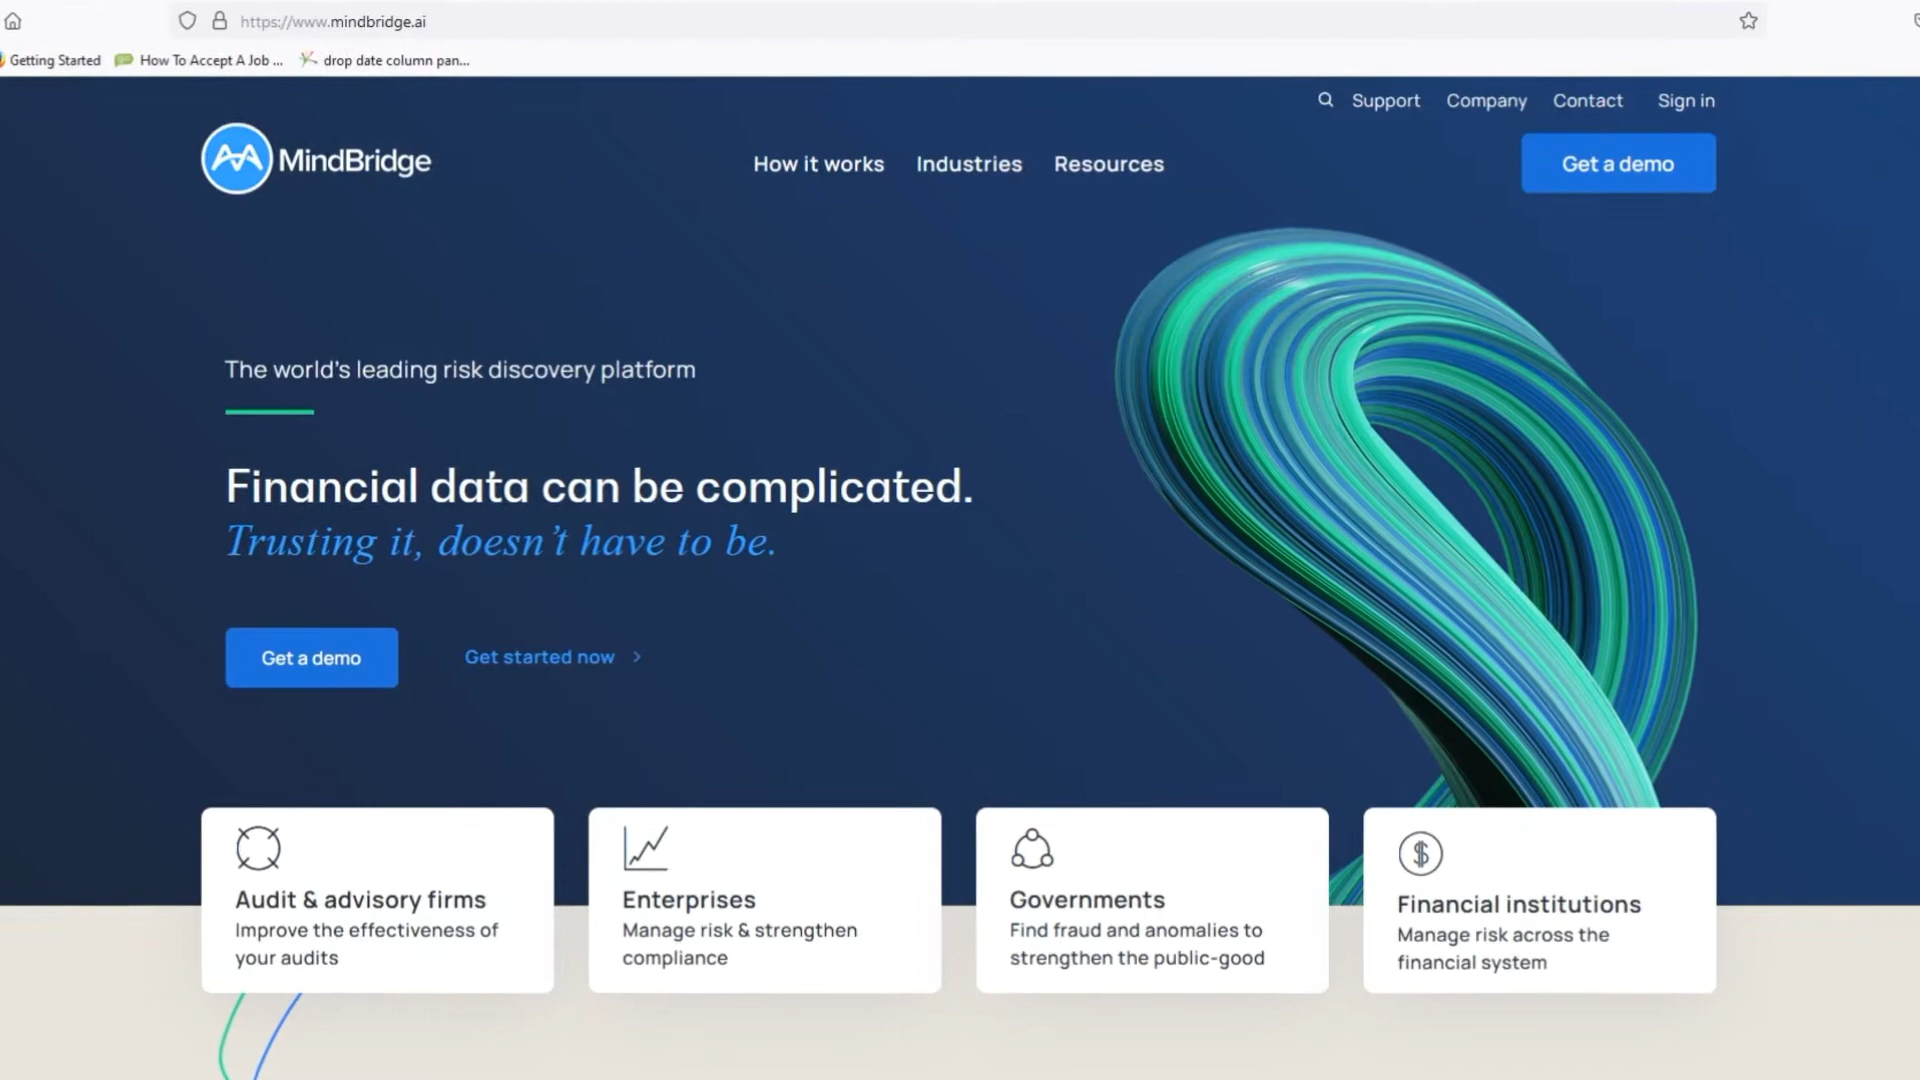 https://www.mindbridge.ai
Getting Started
How To Accept A Job ...
drop date column pan...
Support
Company
Contact
Sign in
MindBridge
How it works
Industries
Resources
Get a demo
The world's leading risk discovery platform
Financial data can be complicated.
Trusting it, doesn't have to be.
Get a demo
Get started now
Audit & advisory firms
Improve the effectiveness of
your audits
Enterprises
Manage risk & strengthen
compliance
Governments
Find fraud and anomalies to
strengthen the public-good
Financial institutions
Manage risk across the
financial system